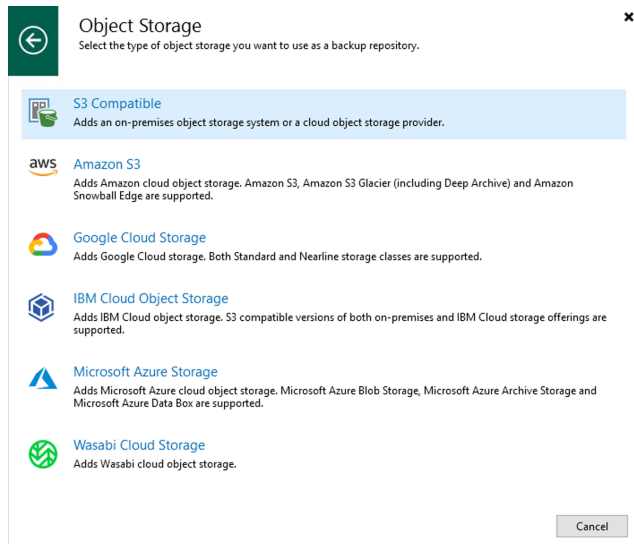 Object Storage
Select the type of object storage you want to use as a backup repository.
S3 Compatible
Adds an on-premises object storage system or a cloud object storage provider.
aws
Amazon S3
Adds Amazon cloud object storage. Amazon S3, Amazon S3 Glacier (including Deep Archive) and Amazon
Snowball Edge are supported.
Google Cloud Storage
Adds Google Cloud storage. Both Standard and Nearline storage classes are supported.
IBM Cloud Object Storage
Adds IBM Cloud object storage. S3 compatible versions of both on-premises and IBM Cloud storage offerings are
supported.
Microsoft Azure Storage
Adds Microsoft Azure cloud object storage. Microsoft Azure Blob Storage, Microsoft Azure Archive Storage and
Microsoft Azure Data Box are supported.
Wasabi Cloud Storage
Adds Wasabi cloud object storage.
Cancel